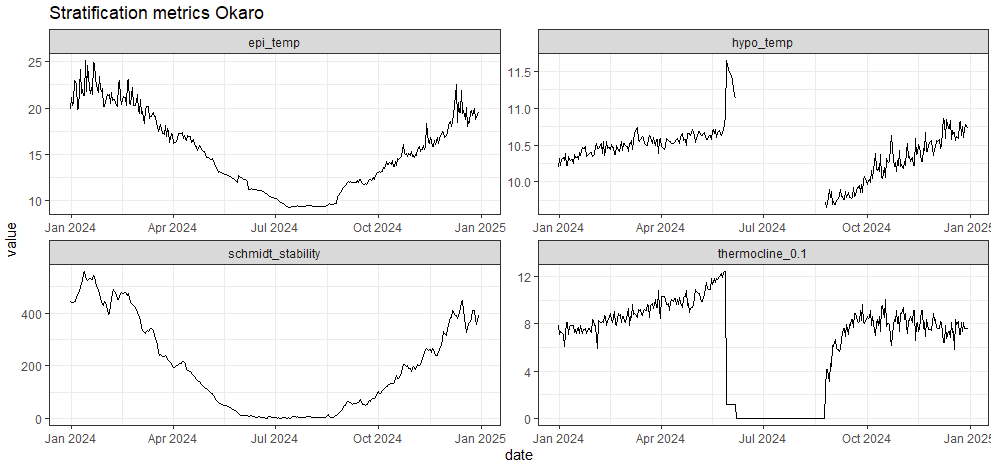 Stratification metrics Okaro
epi_temp
hypo_temp
25
20
15
10
11.5
11.0
10.5
10.0
Jan 2024 Apr 2024 Jul 2024 Oct 2024 Jan 2025
Jan 2024 Apr 2024 Jul 2024 Oct 2024 Jan 2025
value
schmidt_stability
thermocline_0.1
400
200
0
12
8
4
0
Jan 2024 Apr 2024 Jul 2024 Oct 2024 Jan 2025
Jan 2024 Apr 2024 Jul 2024 Oct 2024 Jan 2025
date